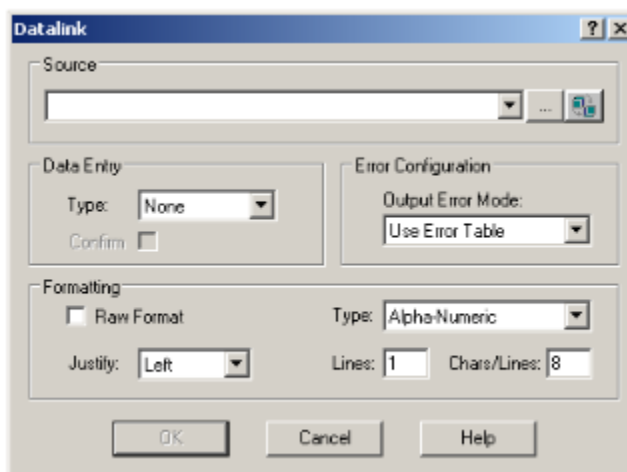 Datalink
Source
...
Data Entry
Type: None
Confirm
Error Configuration
Output Error Mode:
Use Error Table
Formatting
Raw Format
Type: Alpha-Numeric
Justify: Left
Lines: 1 Chars/Lines: 8
OK Cancel Help